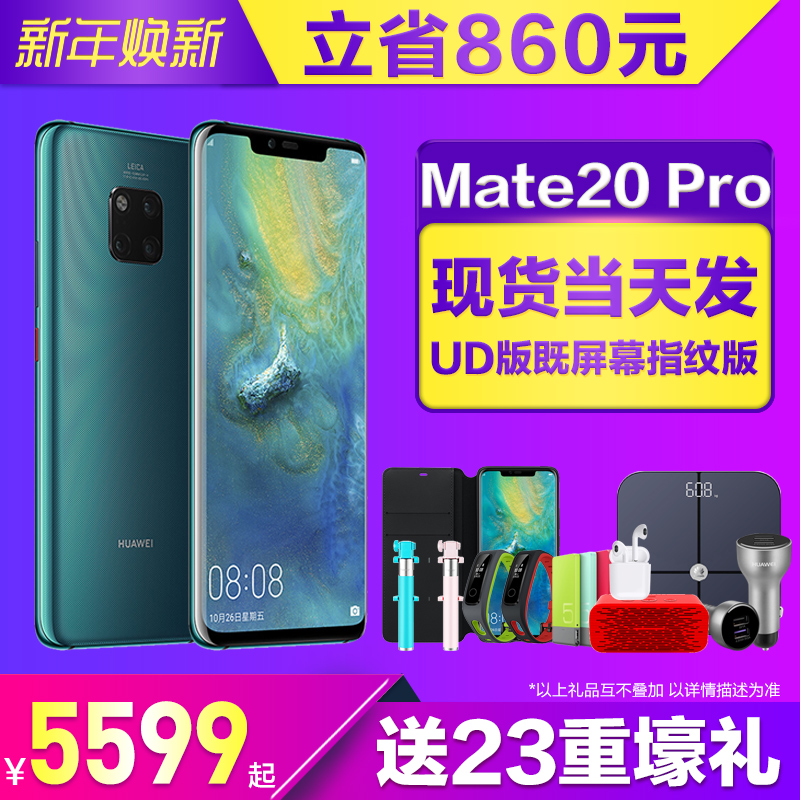 新年焕新
立省860元
LEICA
Mate20 Pro
现货当天发
UD版既屏幕指纹版
HUAWEI
08:08
10月26日星期五
608
HUAWEI
*以上礼品互不叠加 以详情描述为准
¥5599起
送23重壕礼